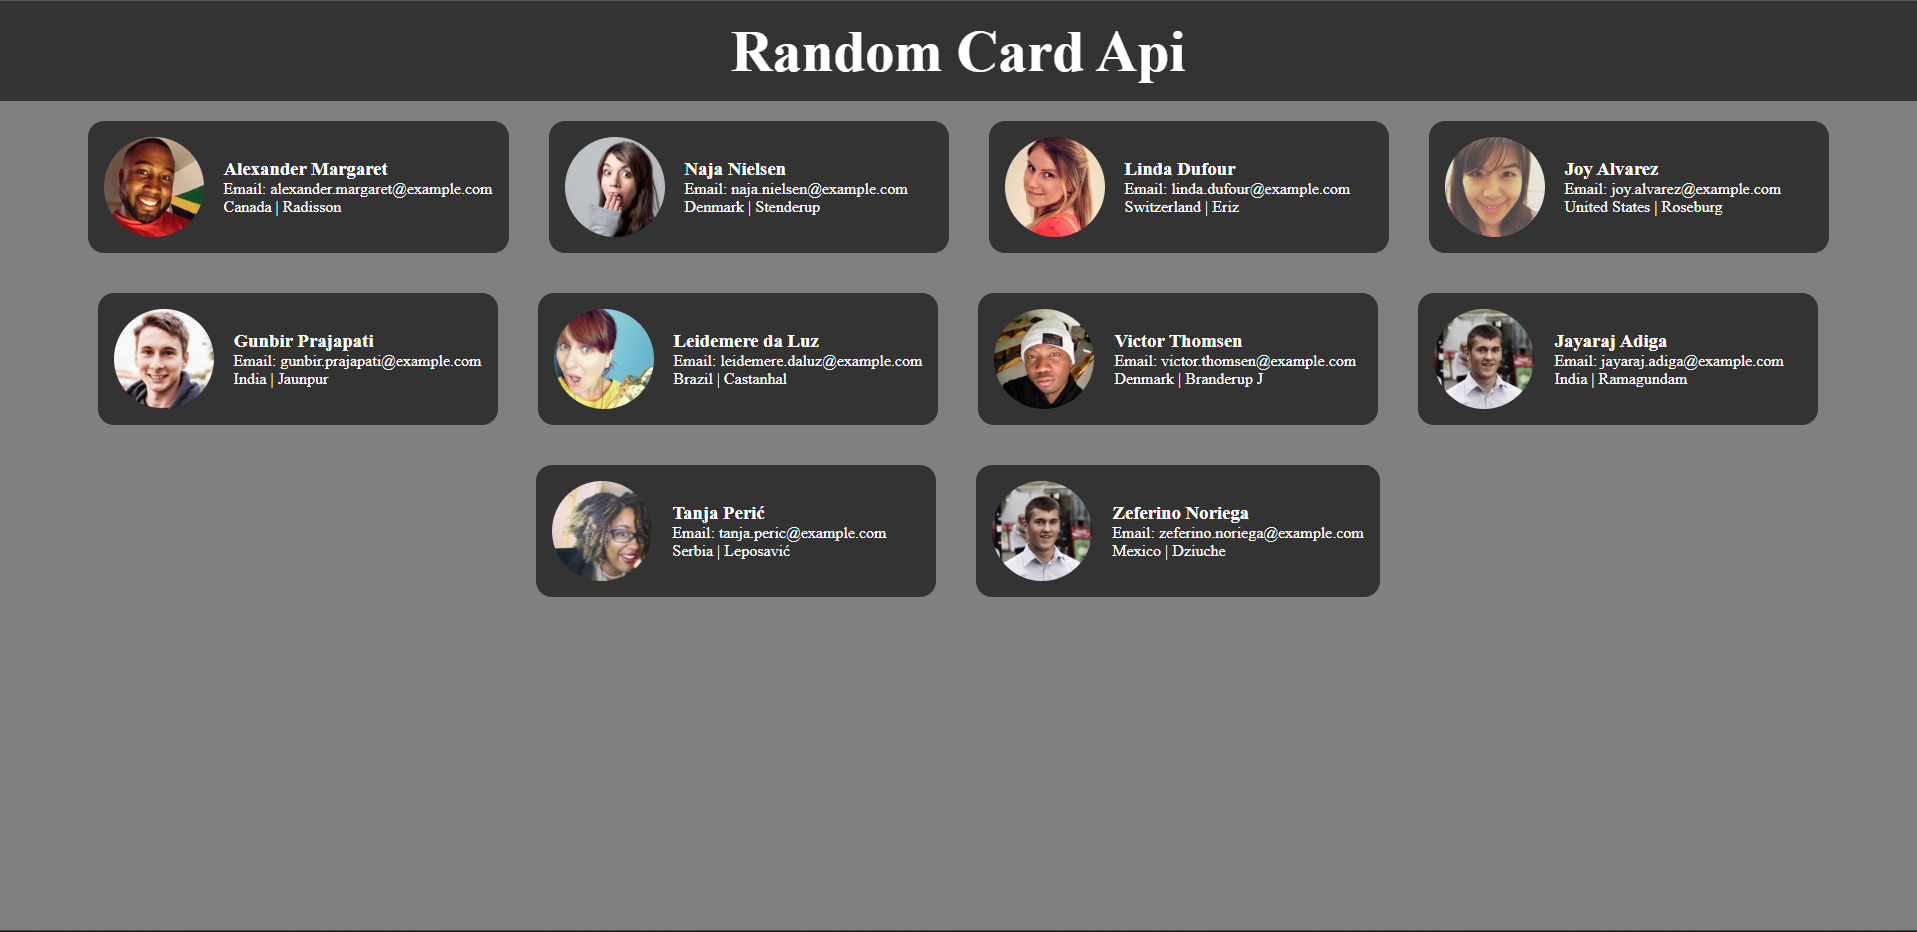 Random Card Api
Alexander Margaret
Email: alexander.margaret@example.com
Canada | Radisson
Naja Nielsen
Email: naja.nielsen@example.com
Denmark | Stenderup
Linda Dufour
Email: linda.dufour@example.com
Switzerland | Eriz
Joy Alvarez
Email: joy.alvarez@example.com
United States | Roseburg
Gunbir Prajapati
Email: gunbir.prajapati@example.com
India | Jaunpur
Leidemere da Luz
Email: leidemere.daluz@example.com
Brazil | Castanhal
Victor Thomsen
Email: victor.thomsen@example.com
Denmark | Branderup J
Jayaraj Adiga
Email: jayaraj.adiga@example.com
India | Ramagundam
Tanja Perić
Email: tanja.peric@example.com
Serbia | Leposavić
Zeferino Noriega
Email: zeferino.noriega@example.com
Mexico | Dziuche